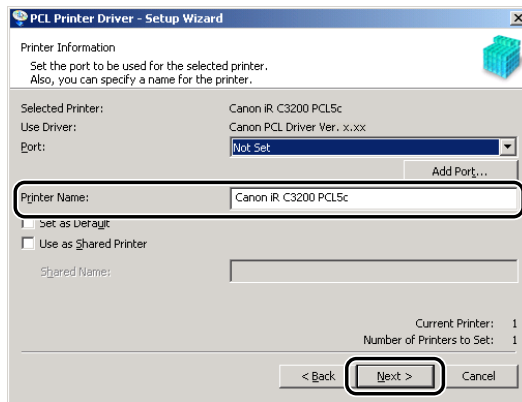 PCL Printer Driver - Setup Wizard
Printer Information
Set the port to be used for the selected printer.
Also, you can specify a name for the printer.
Selected Printer: Canon iR C3200 PCL5c
Use Driver: Canon PCL Driver Ver. x.xx
Port: Not Set
Add Port...
Printer Name: Canon iR C3200 PCL5c
Set as Default
Use as Shared Printer
Shared Name:
Current Printer: 1
Number of Printers to Set: 1
< Back Next > Cancel